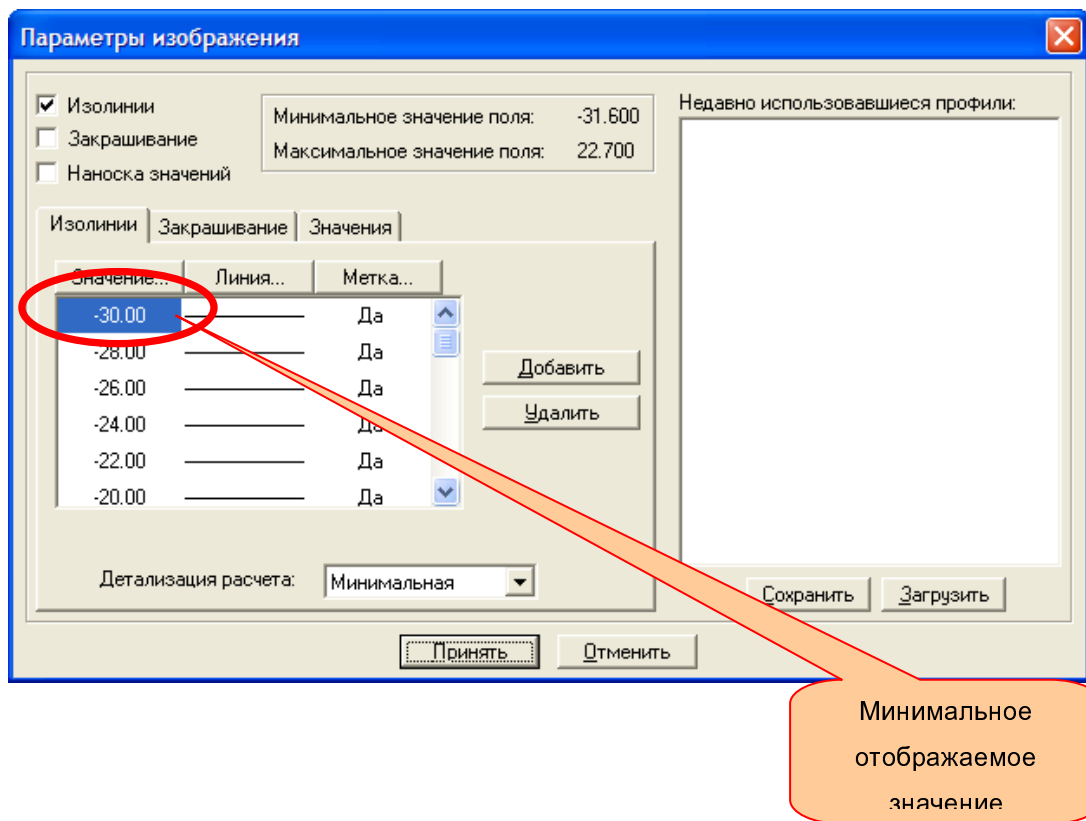 Параметры изображения
Изолинии
Закрашивание
Наноска значений
Минимальное значение поля: -31.600
Максимальное значение поля: 22.700
Недавно использовавшиеся профили:
Изолинии Закрашивание Значения
Значение... Линия... Метка...
-30.00 Да
-28.00 Да
-26.00 Да
-24.00 Да
-22.00 Да
-20.00 Да
Добавить
Удалить
Детализация расчета: Минимальная
Сохранить Загрузить
Принять Отменить
Минимальное
отображаемое
значение